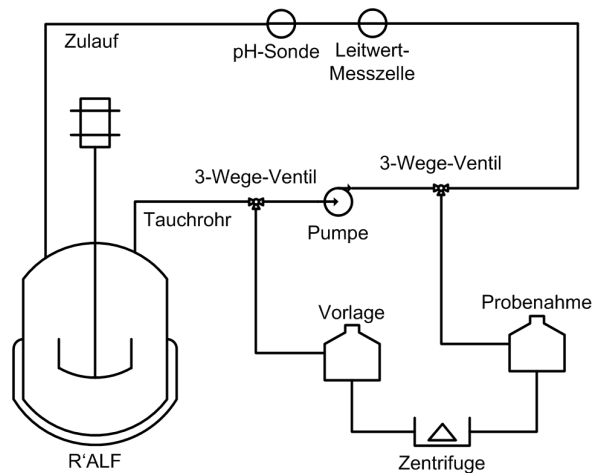 Zulauf
pH-Sonde
Leitwert-
Messzelle
3-Wege-Ventil
3-Wege-Ventil
Tauchrohr
Pumpe
Vorlage
Probenahme
R'ALF
Zentrifuge